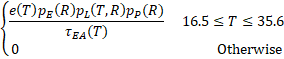 e(T)p_E(R)p_L(T,R)p_P(R)
τ_EA(T)
16.5 ≤ T ≤ 35.6
0 Otherwise